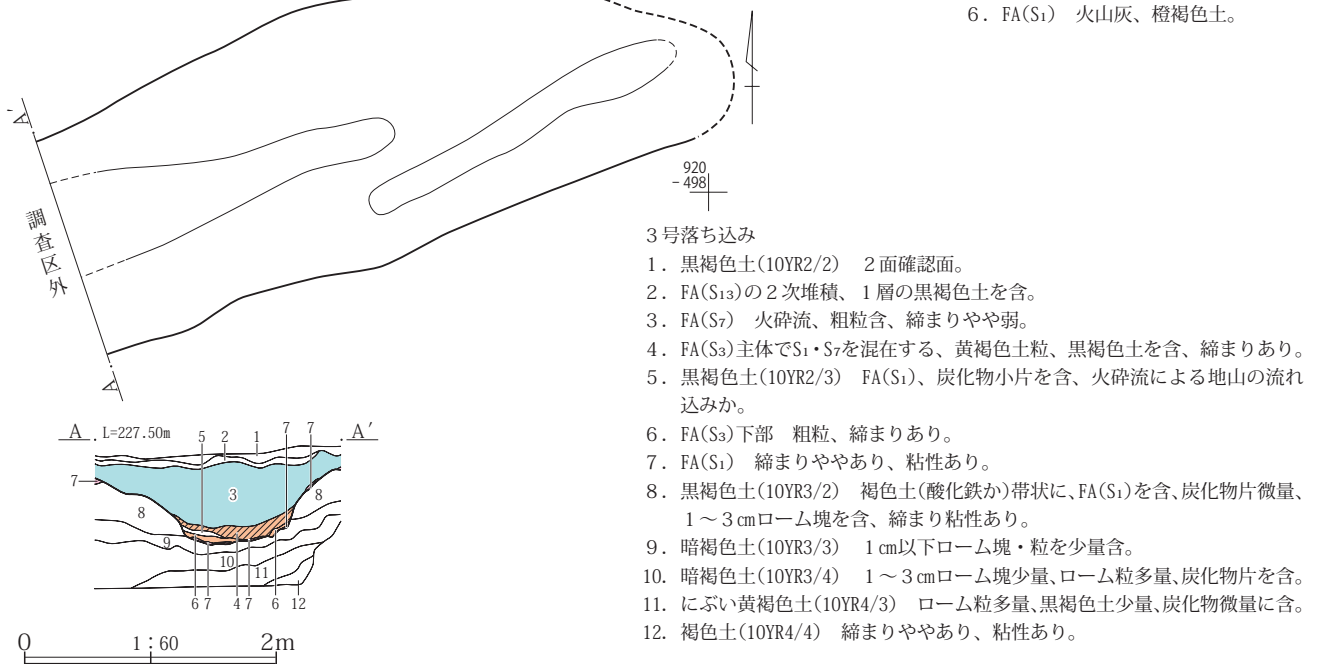 6．FA(S₁)　火山灰、橙褐色土。
A′
調査区外
A
920
-498
3号落ち込み
1．黒褐色土(10YR2/2)　2面確認面。
2．FA(S₁₃)の2次堆積、1層の黒褐色土を含。
3．FA(S₇)　火砕流、粗粒含、締まりやや弱。
4．FA(S₃)主体でS₁・S₇を混在する、黄褐色土粒、黒褐色土を含、締まりあり。
5．黒褐色土(10YR2/3)　FA(S₁)、炭化物小片を含、火砕流による地山の流れ
込みか。
6．FA(S₃)下部　粗粒、締まりあり。
7．FA(S₁)　締まりややあり、粘性あり。
8．黒褐色土(10YR3/2)　褐色土(酸化鉄か)帯状に、FA(S₁)を含、炭化物片微量、
1～3㎝ローム塊を含、締まり粘性あり。
9．暗褐色土(10YR3/3)　1㎝以下ローム塊・粒を少量含。
10．暗褐色土(10YR3/4)　1～3㎝ローム塊少量、ローム粒多量、炭化物片を含。
11．にぶい黄褐色土(10YR4/3)　ローム粒多量、黒褐色土少量、炭化物微量に含。
12．褐色土(10YR4/4)　締まりややあり、粘性あり。
A . L=227.50m 5 2 1 7 7 . A′
7
3
8
8
9
10
11
6 7 4 7 6 12
0 1：60 2m